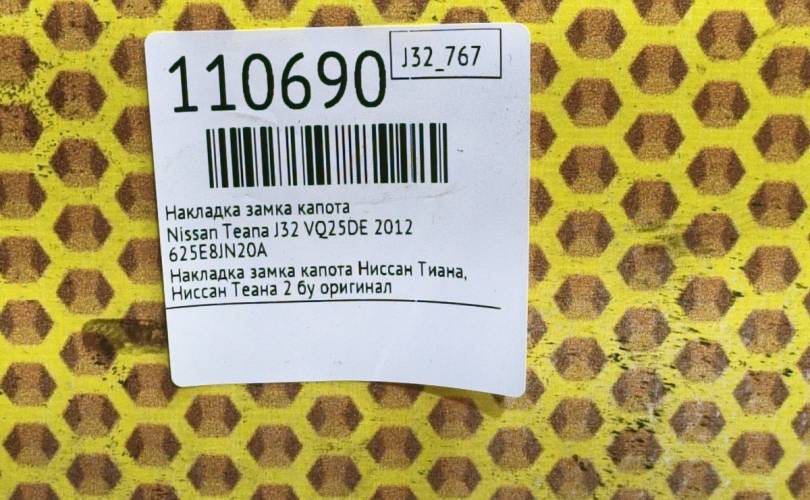 110690
J32_767
Накладка замка капота
Nissan Teana J32 VQ25DE 2012
625E8JN20A
Накладка замка капота Ниссан Тиана,
Ниссан Теана 2 бу оригинал